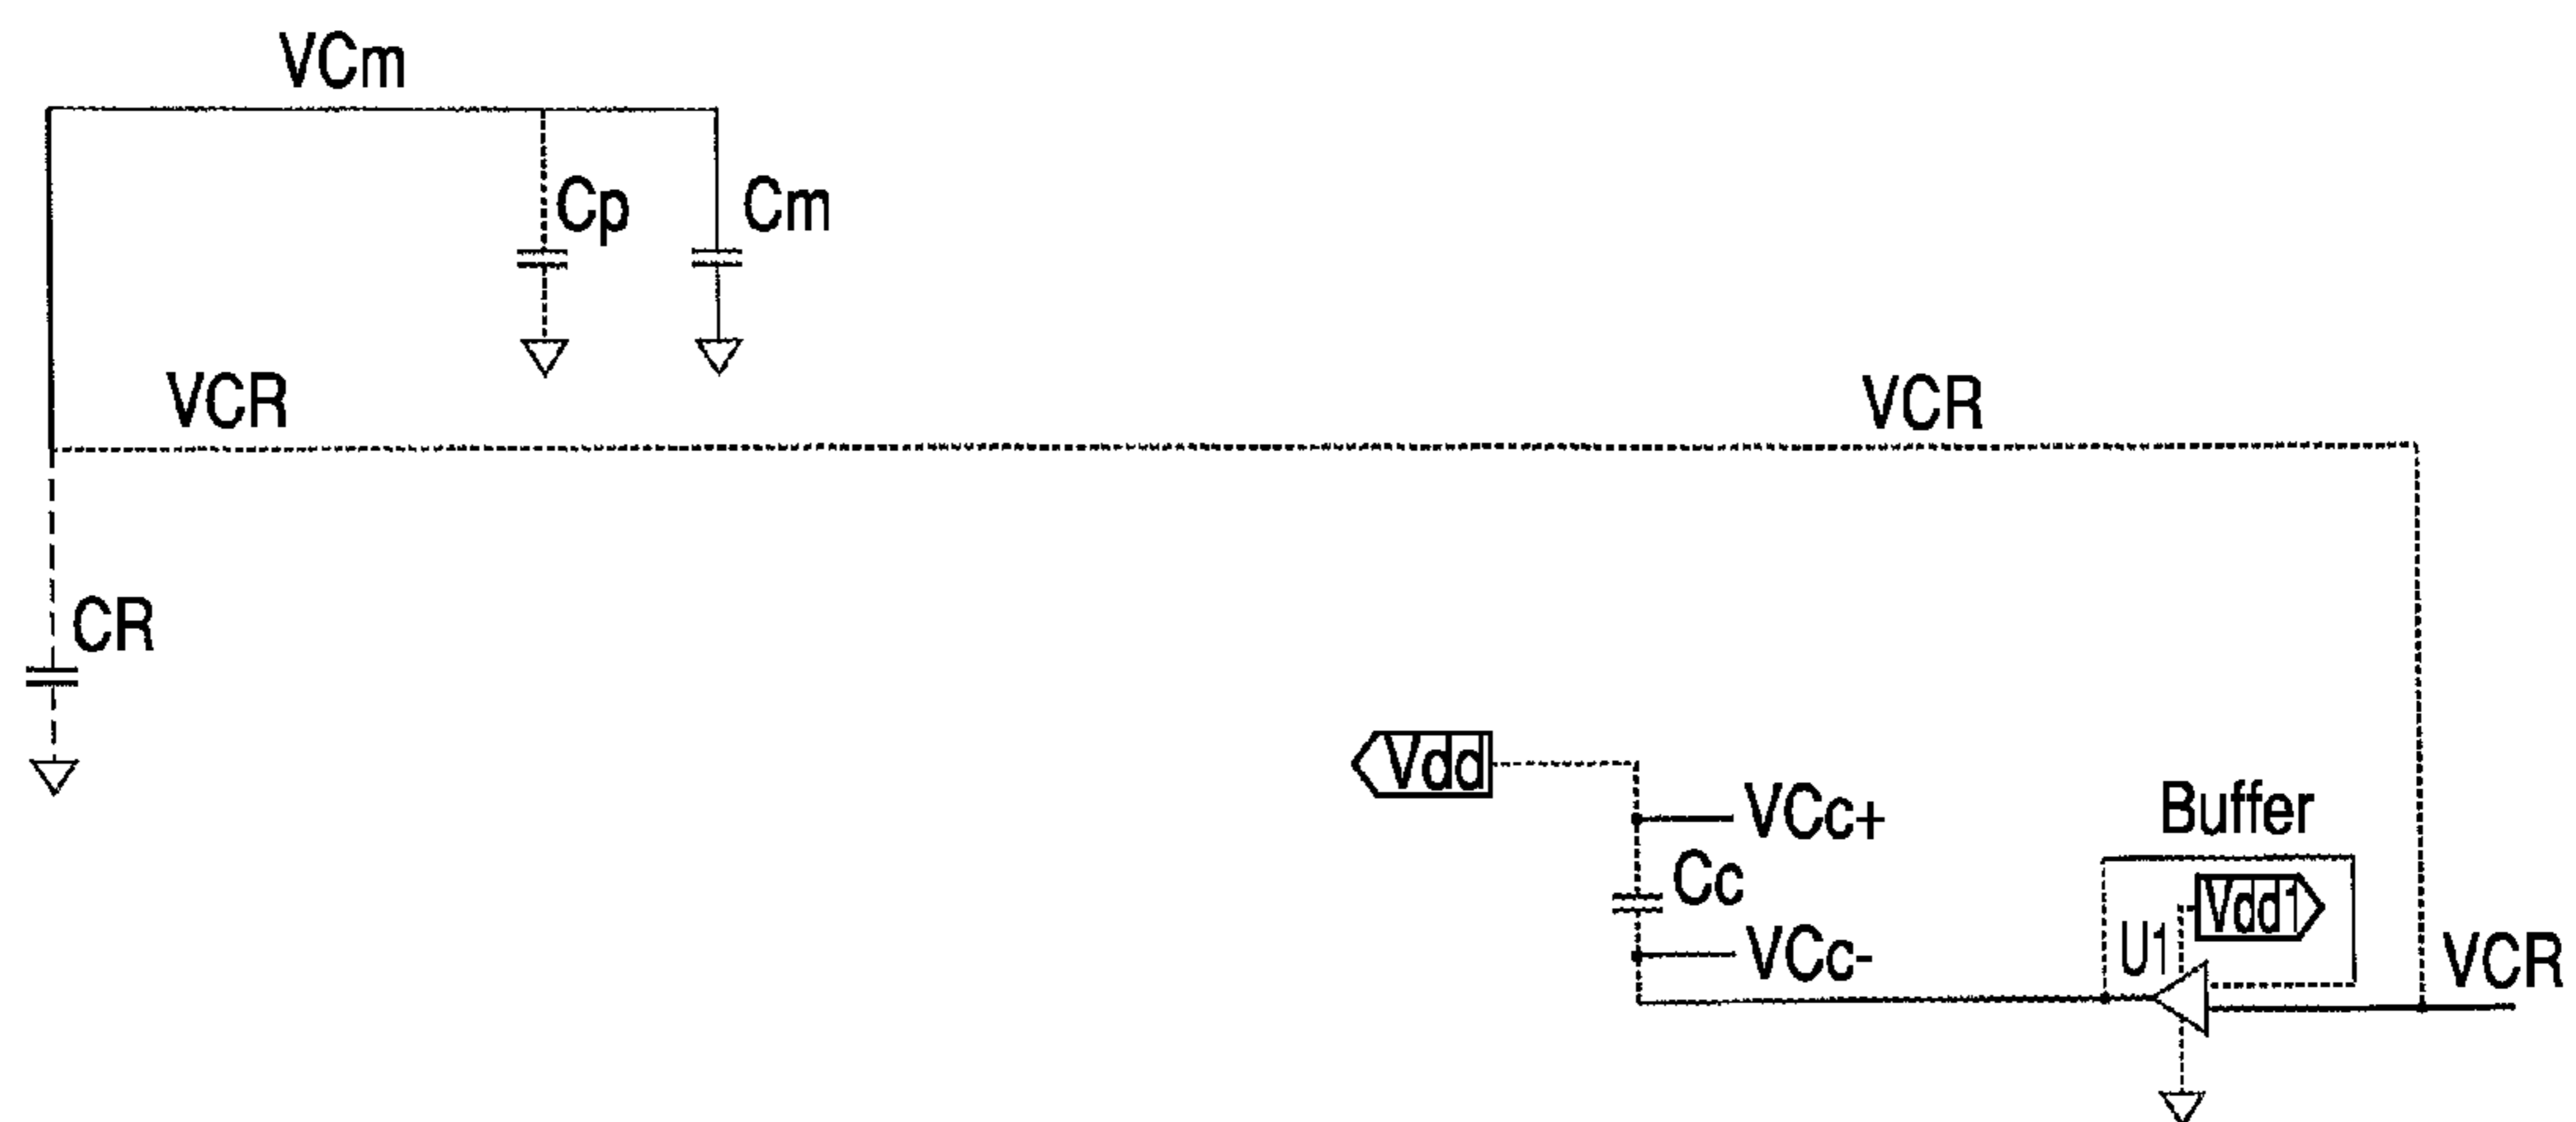 VCm
Cp
Cm
VCR
VCR
CR
Vdd
VCc+
Cc
VCc-
Buffer
Vdd1
U1
VCR